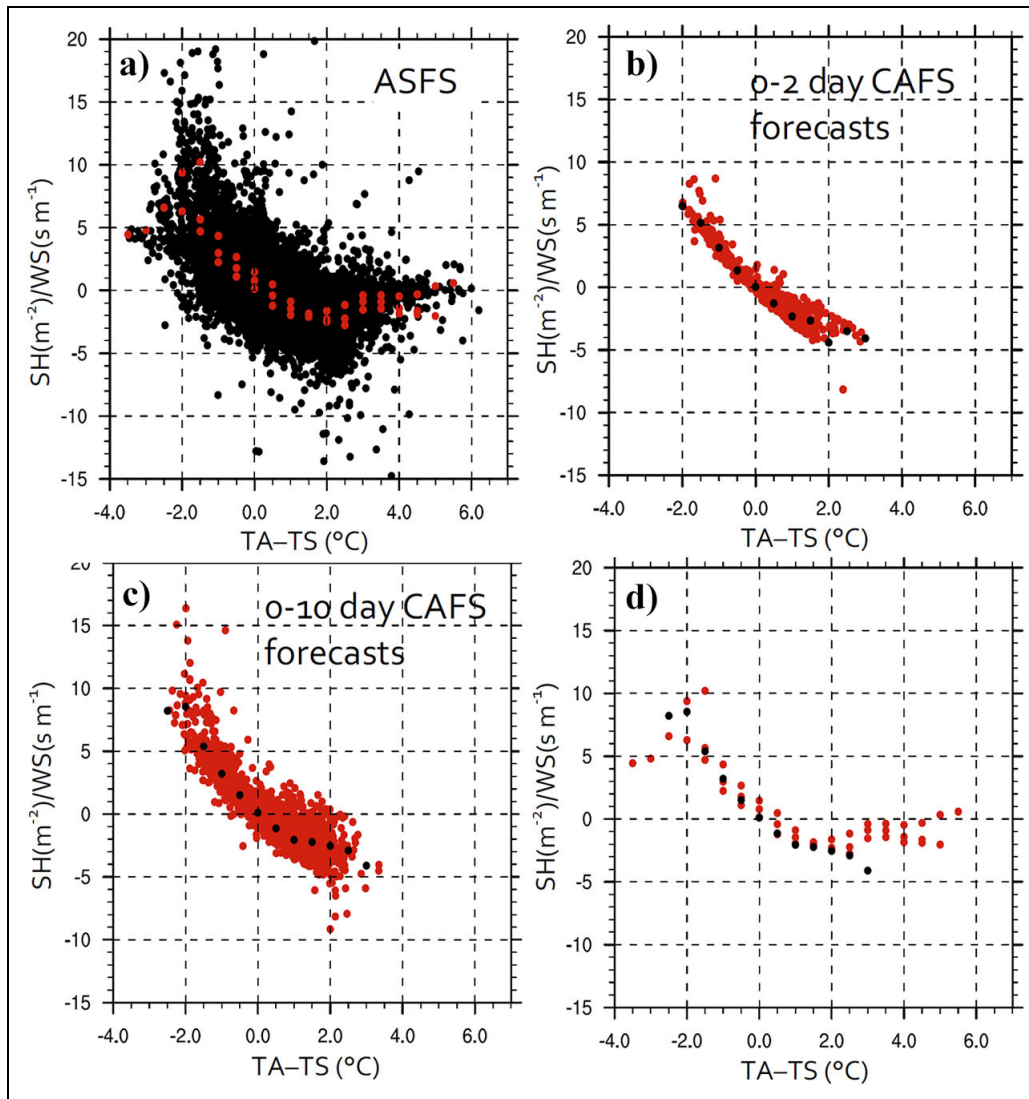 a)
ASFS
20
15
10
5
0
-5
-10
-15
-4.0 -2.0 0.0 2.0 4.0 6.0
SH(m⁻²)/WS(s m⁻¹)
TA–TS (°C)
b)
0-2 day CAFS
forecasts
20
15
10
5
0
-5
-10
-15
-4.0 -2.0 0.0 2.0 4.0 6.0
SH(m⁻²)/WS(s m⁻¹)
TA–TS (°C)
c)
0-10 day CAFS
forecasts
20
15
10
5
0
-5
-10
-15
-4.0 -2.0 0.0 2.0 4.0 6.0
SH(m⁻²)/WS(s m⁻¹)
TA–TS (°C)
d)
20
15
10
5
0
-5
-10
-15
-4.0 -2.0 0.0 2.0 4.0 6.0
SH(m⁻²)/WS(s m⁻¹)
TA–TS (°C)